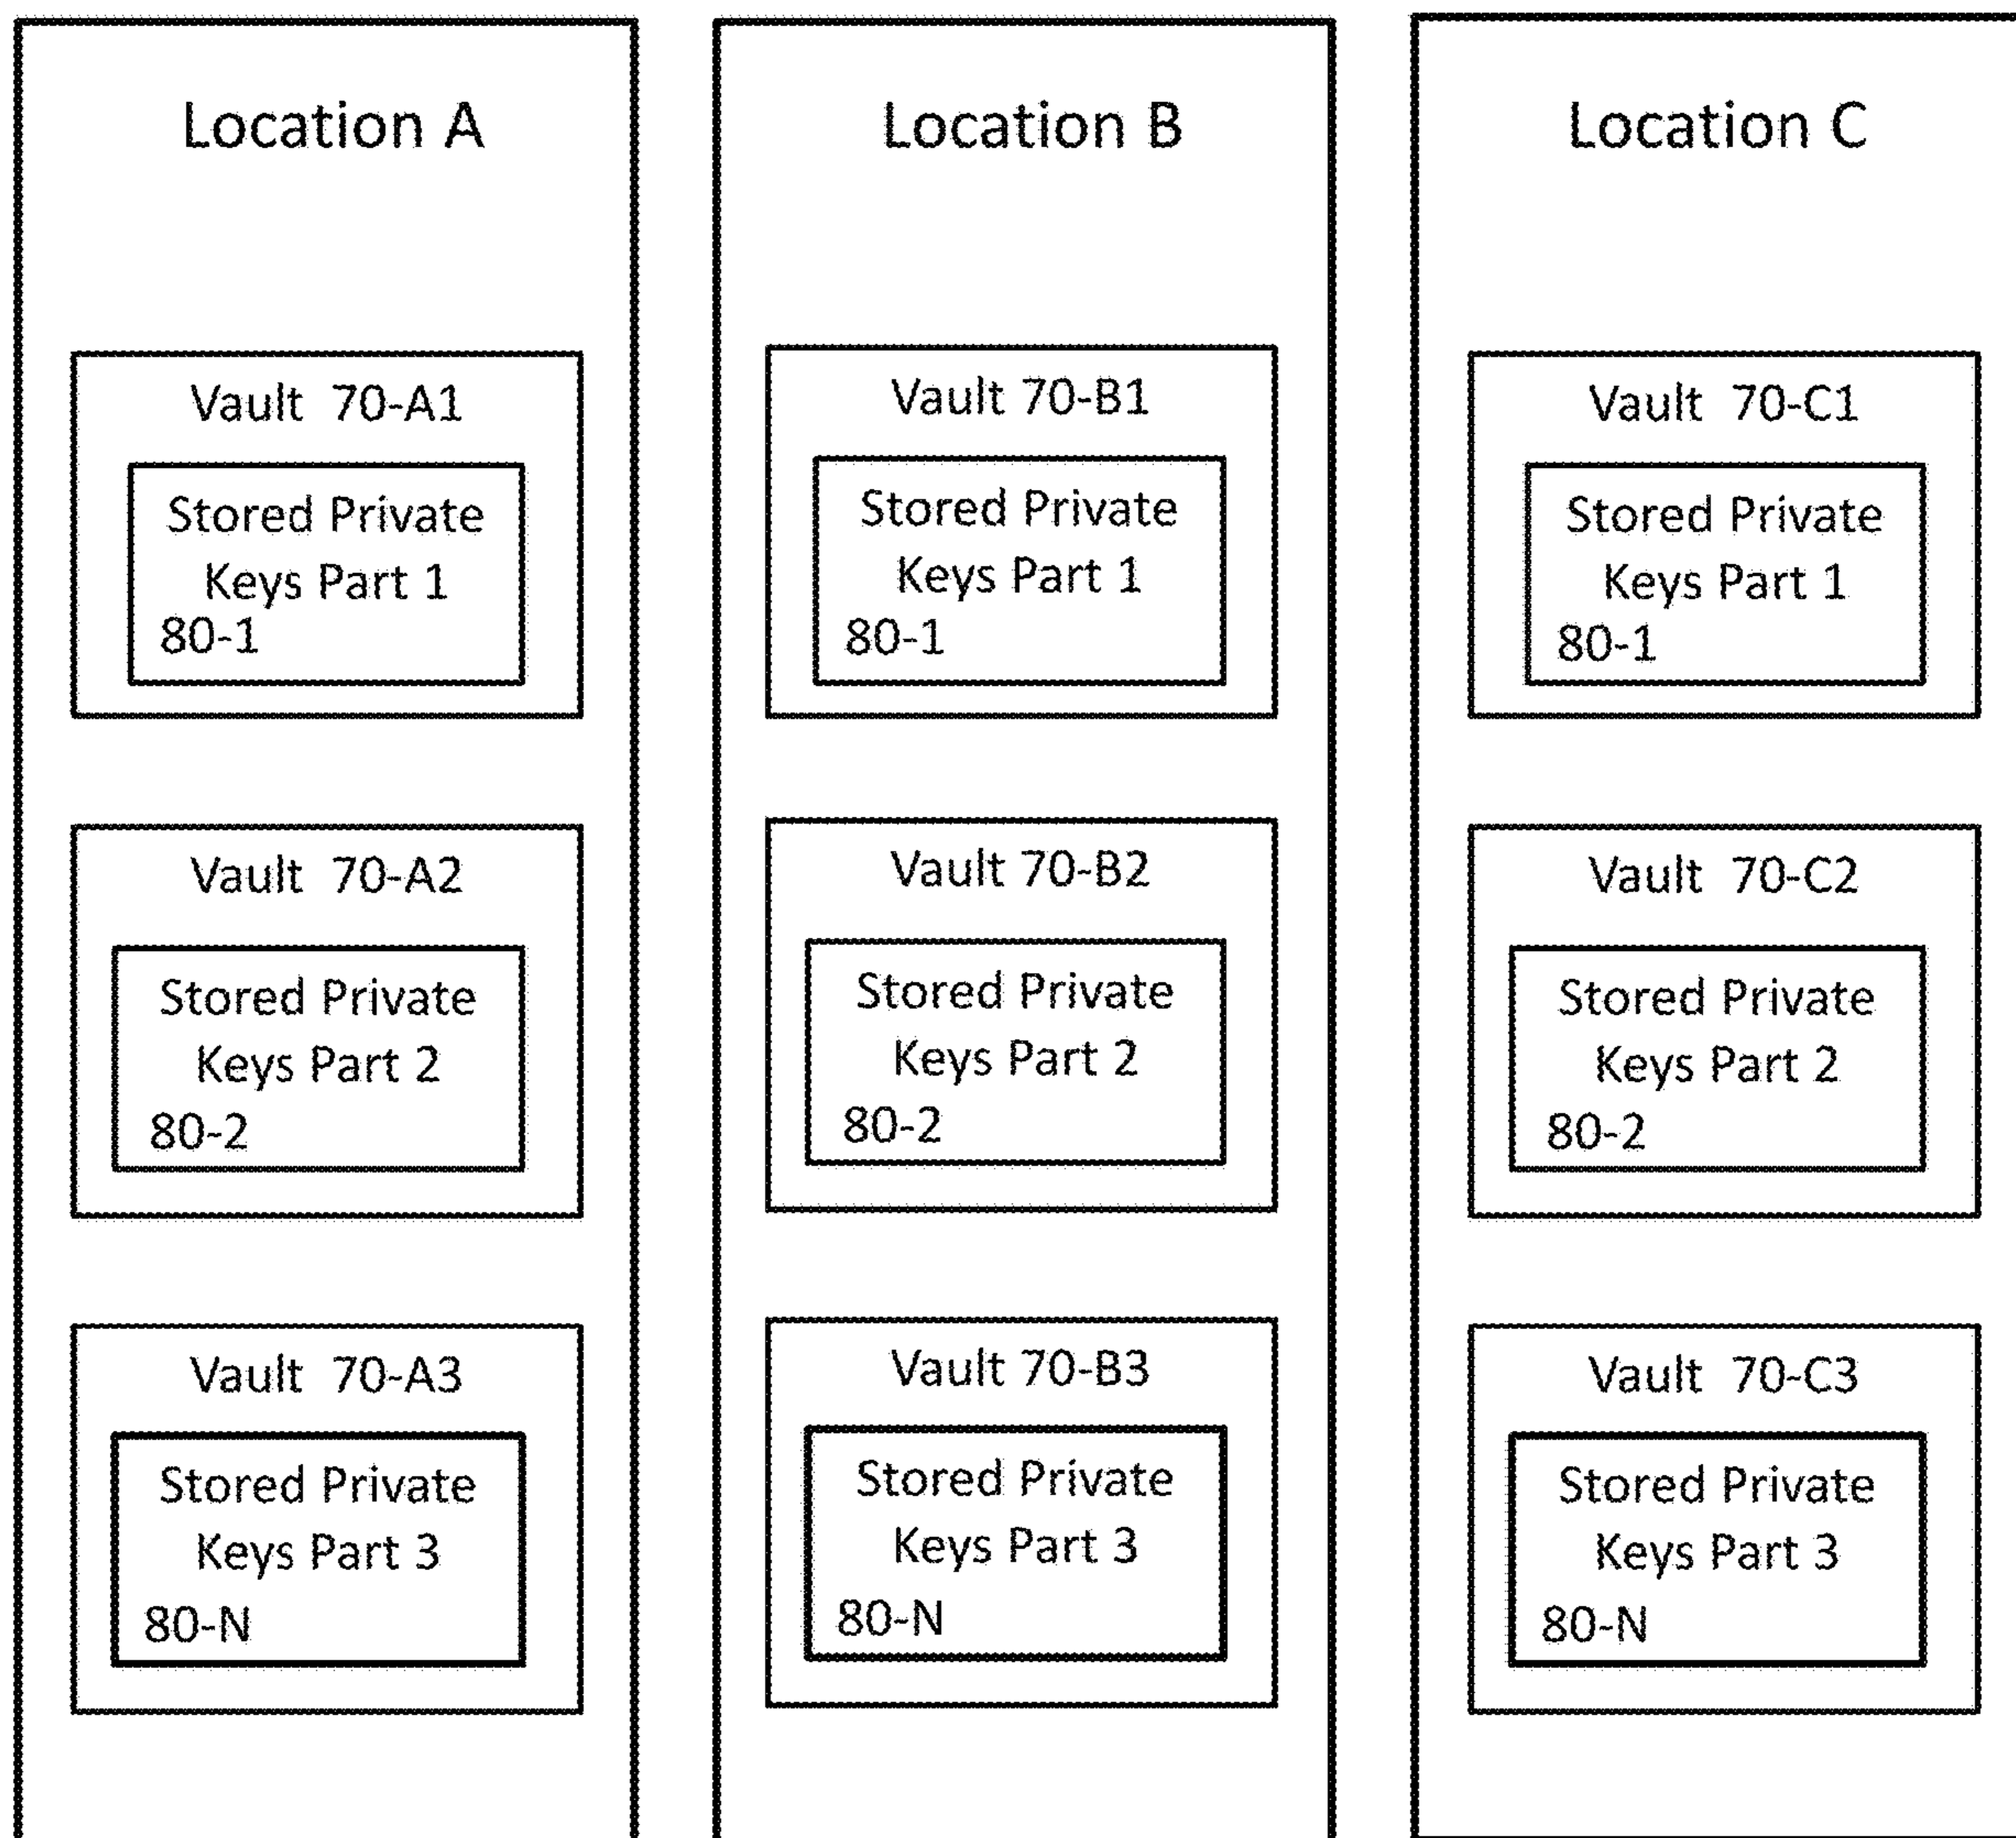 Location A
Vault 70-A1
Stored Private
Keys Part 1
80-1
Vault 70-A2
Stored Private
Keys Part 2
80-2
Vault 70-A3
Stored Private
Keys Part 3
80-N
Location B
Vault 70-B1
Stored Private
Keys Part 1
80-1
Vault 70-B2
Stored Private
Keys Part 2
80-2
Vault 70-B3
Stored Private
Keys Part 3
80-N
Location C
Vault 70-C1
Stored Private
Keys Part 1
80-1
Vault 70-C2
Stored Private
Keys Part 2
80-2
Vault 70-C3
Stored Private
Keys Part 3
80-N